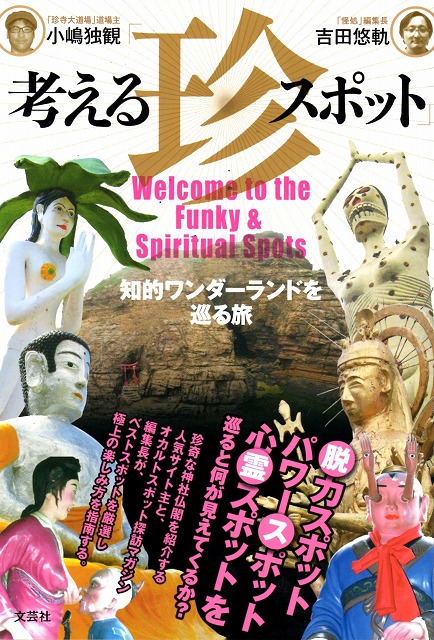 「珍寺大道場」道場主
小嶋独観
「怪処」編集長
吉田悠軌
「考える珍スポット」
Welcome to the
Funky &
Spiritual Spots
知的ワンダーランドを
巡る旅
脱力スポット
パワースポット
心霊スポットを
巡ると何が見えてくるか?
珍奇な神社仏閣を紹介する
人気サイト主と、
オカルトスポット探訪マガジン
編集長が、
ベストスポットを厳選し
極上の楽しみ方を指南する。
文芸社